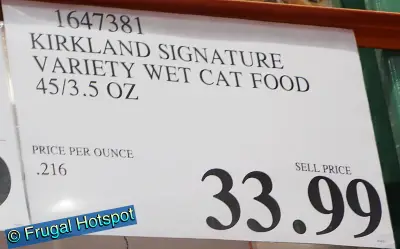 1647381
KIRKLAND SIGNATURE
VARIETY WET CAT FOOD
45/3.5 OZ
PRICE PER OUNCE
.216
SELL PRICE
33.99
© Frugal Hotspot